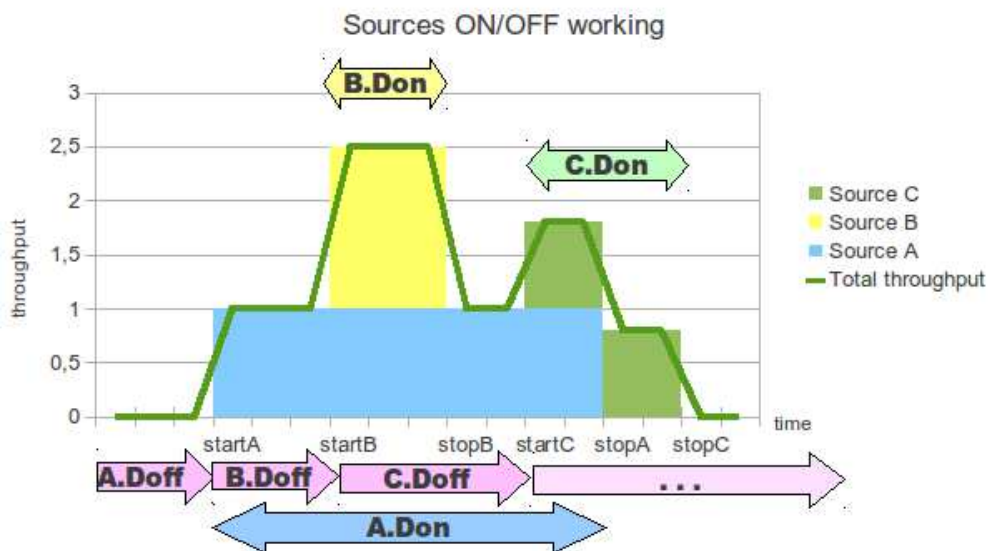 Sources ON/OFF working
B.Don
3
2,5
C.Don
2
Source C
Source B
1,5
Source A
throughput
Total throughput
1
0,5
0
time
startA startB stopB startC stopA stopC
A.Doff B.Doff C.Doff ...
A.Don